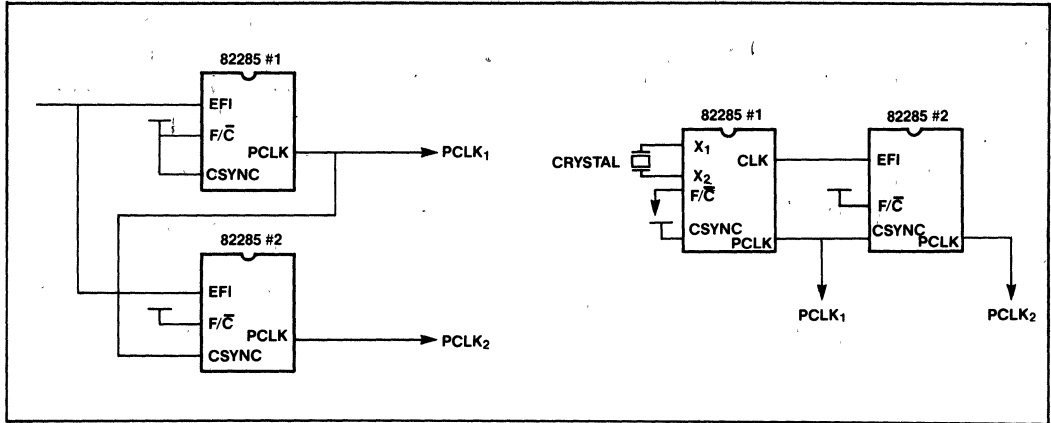 82285 #1
EFI
F/C̅
PCLK
CSYNC
PCLK₁
82285 #2
EFI
F/C̅
PCLK
CSYNC
PCLK₂
82285 #1
CRYSTAL
X₁
X₂
F/C̅
CSYNC
CLK
PCLK
82285 #2
EFI
F/C̅
CSYNC
PCLK
PCLK₁
PCLK₂